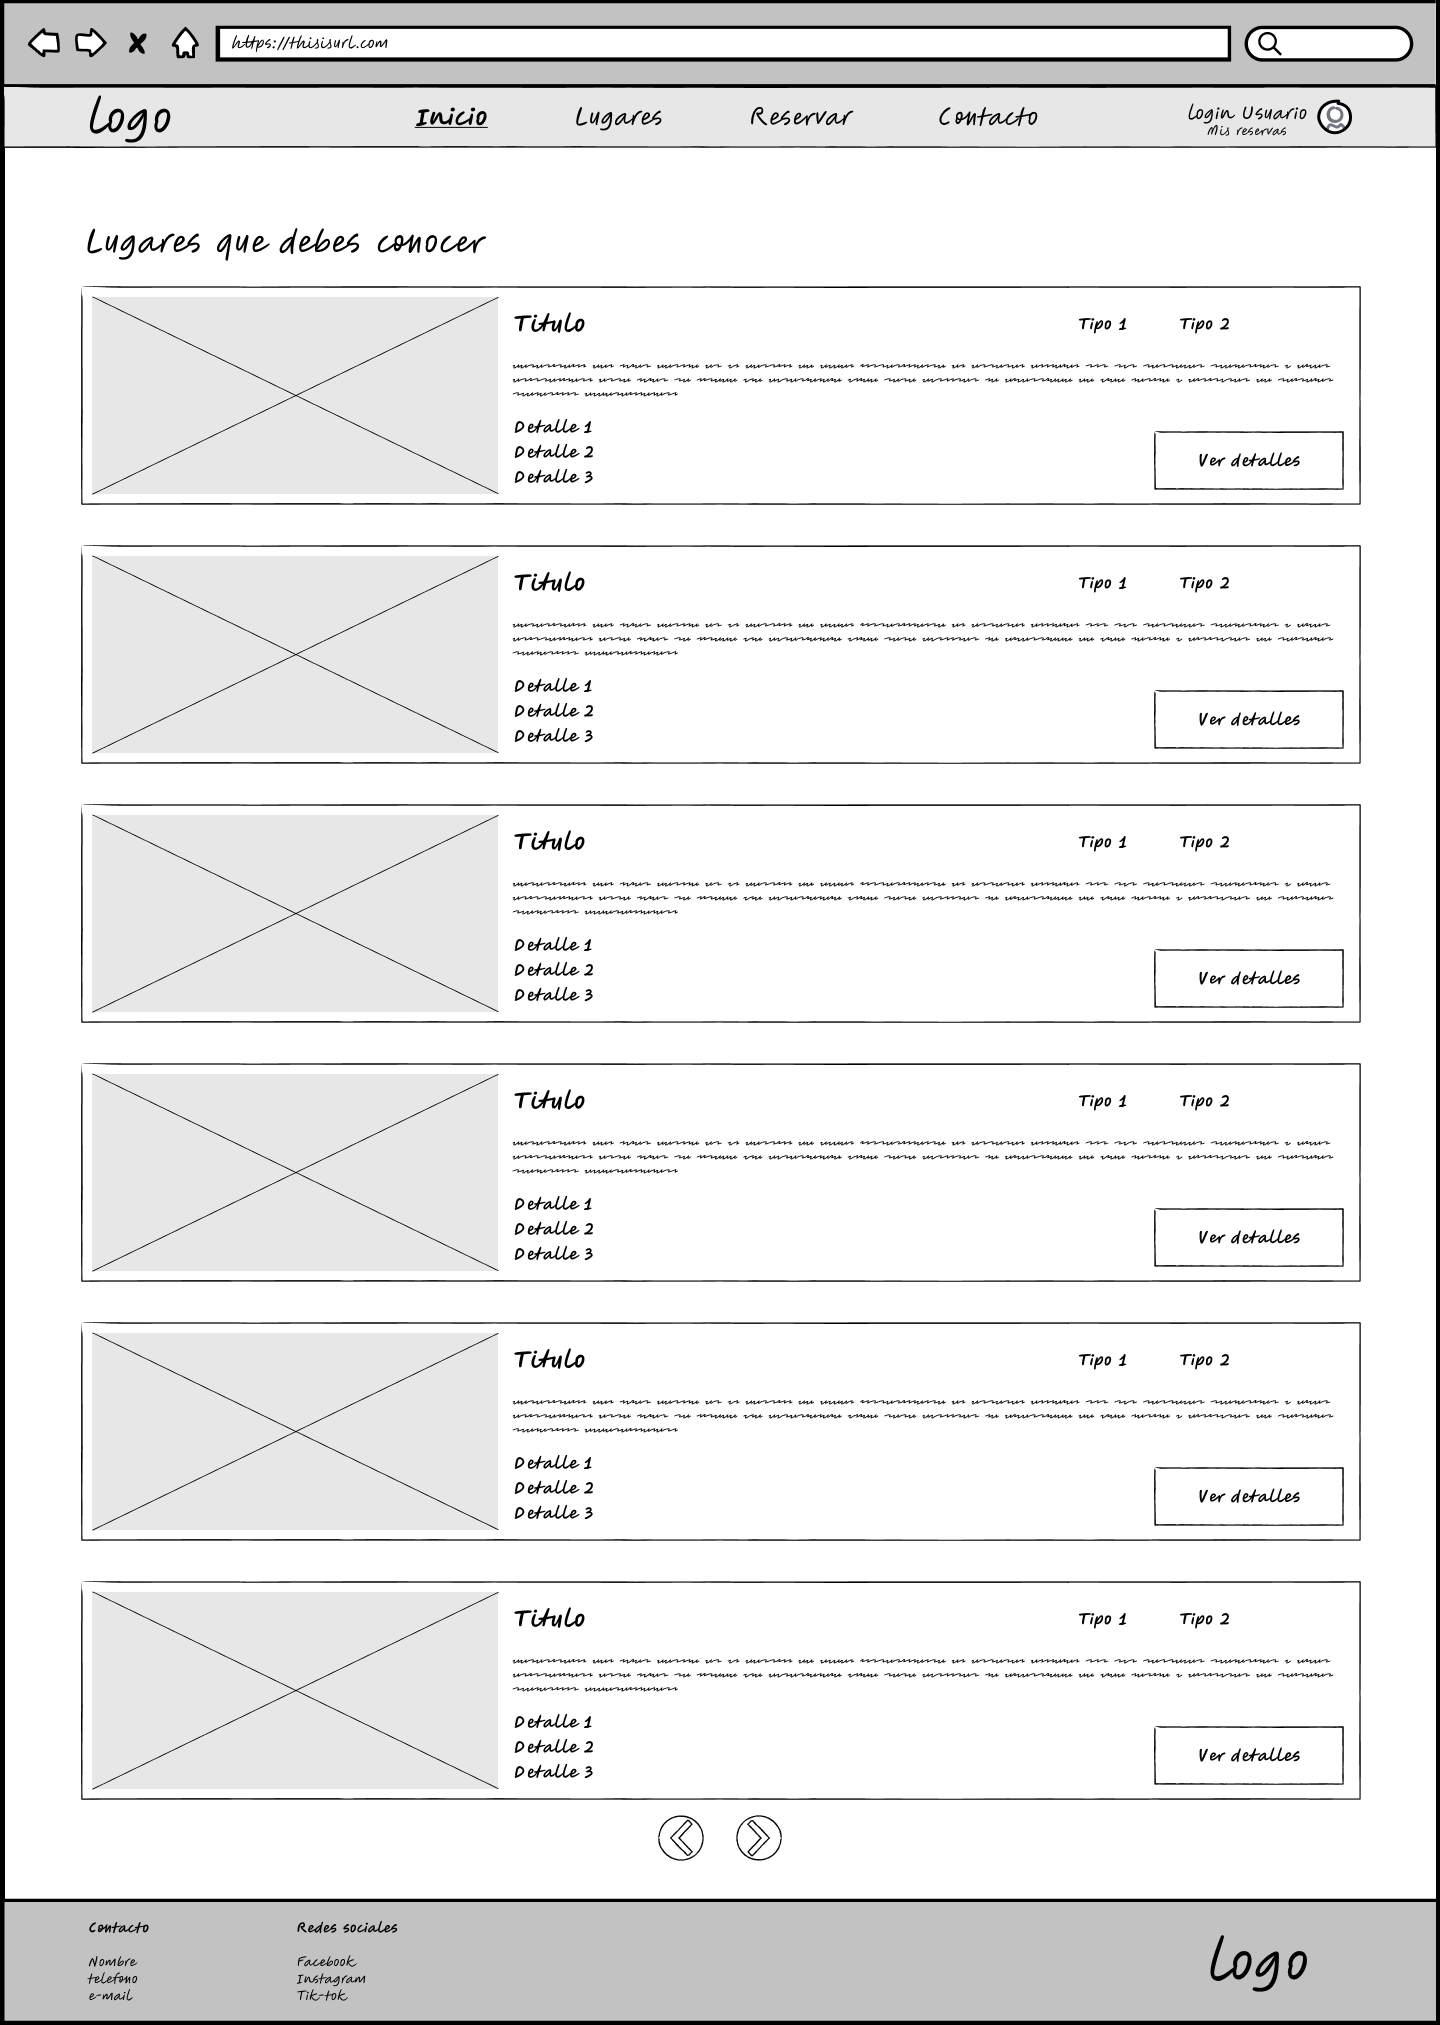 https://thisisurl.com
logo
Inicio Lugares Reservar Contacto
Login Usuario
Mis reservas
Lugares que debes conocer
Titulo Tipo 1 Tipo 2
Detalle 1
Detalle 2
Detalle 3
Ver detalles
Titulo Tipo 1 Tipo 2
Detalle 1
Detalle 2
Detalle 3
Ver detalles
Titulo Tipo 1 Tipo 2
Detalle 1
Detalle 2
Detalle 3
Ver detalles
Titulo Tipo 1 Tipo 2
Detalle 1
Detalle 2
Detalle 3
Ver detalles
Titulo Tipo 1 Tipo 2
Detalle 1
Detalle 2
Detalle 3
Ver detalles
Titulo Tipo 1 Tipo 2
Detalle 1
Detalle 2
Detalle 3
Ver detalles
Contacto
Nombre
telefono
e-mail
Redes sociales
Facebook
Instagram
Tik-tok
logo